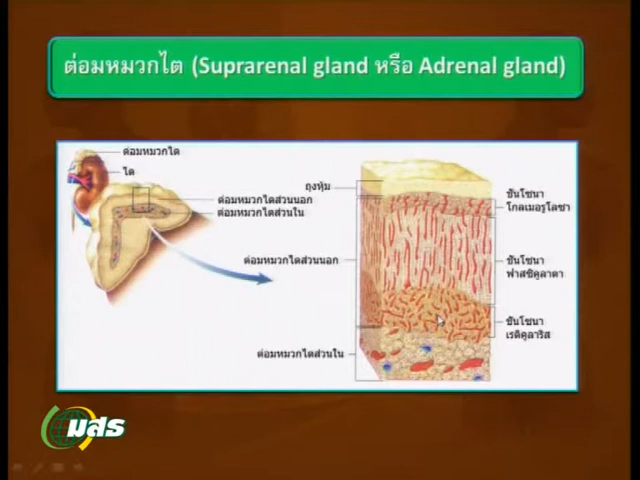 ต่อมหมวกไต (Suprarenal gland หรือ Adrenal gland)
ต่อมหมวกไต
ไต
ต่อมหมวกไตส่วนนอก
ต่อมหมวกไตส่วนใน
ถุงหุ้ม
ต่อมหมวกไตส่วนนอก
ต่อมหมวกไตส่วนใน
ชั้นโซนา
โกลเมอรูโลซา
ชั้นโซนา
ฟาสซิคูลาตา
ชั้นโซนา
เรติคูลาริส
มสธ